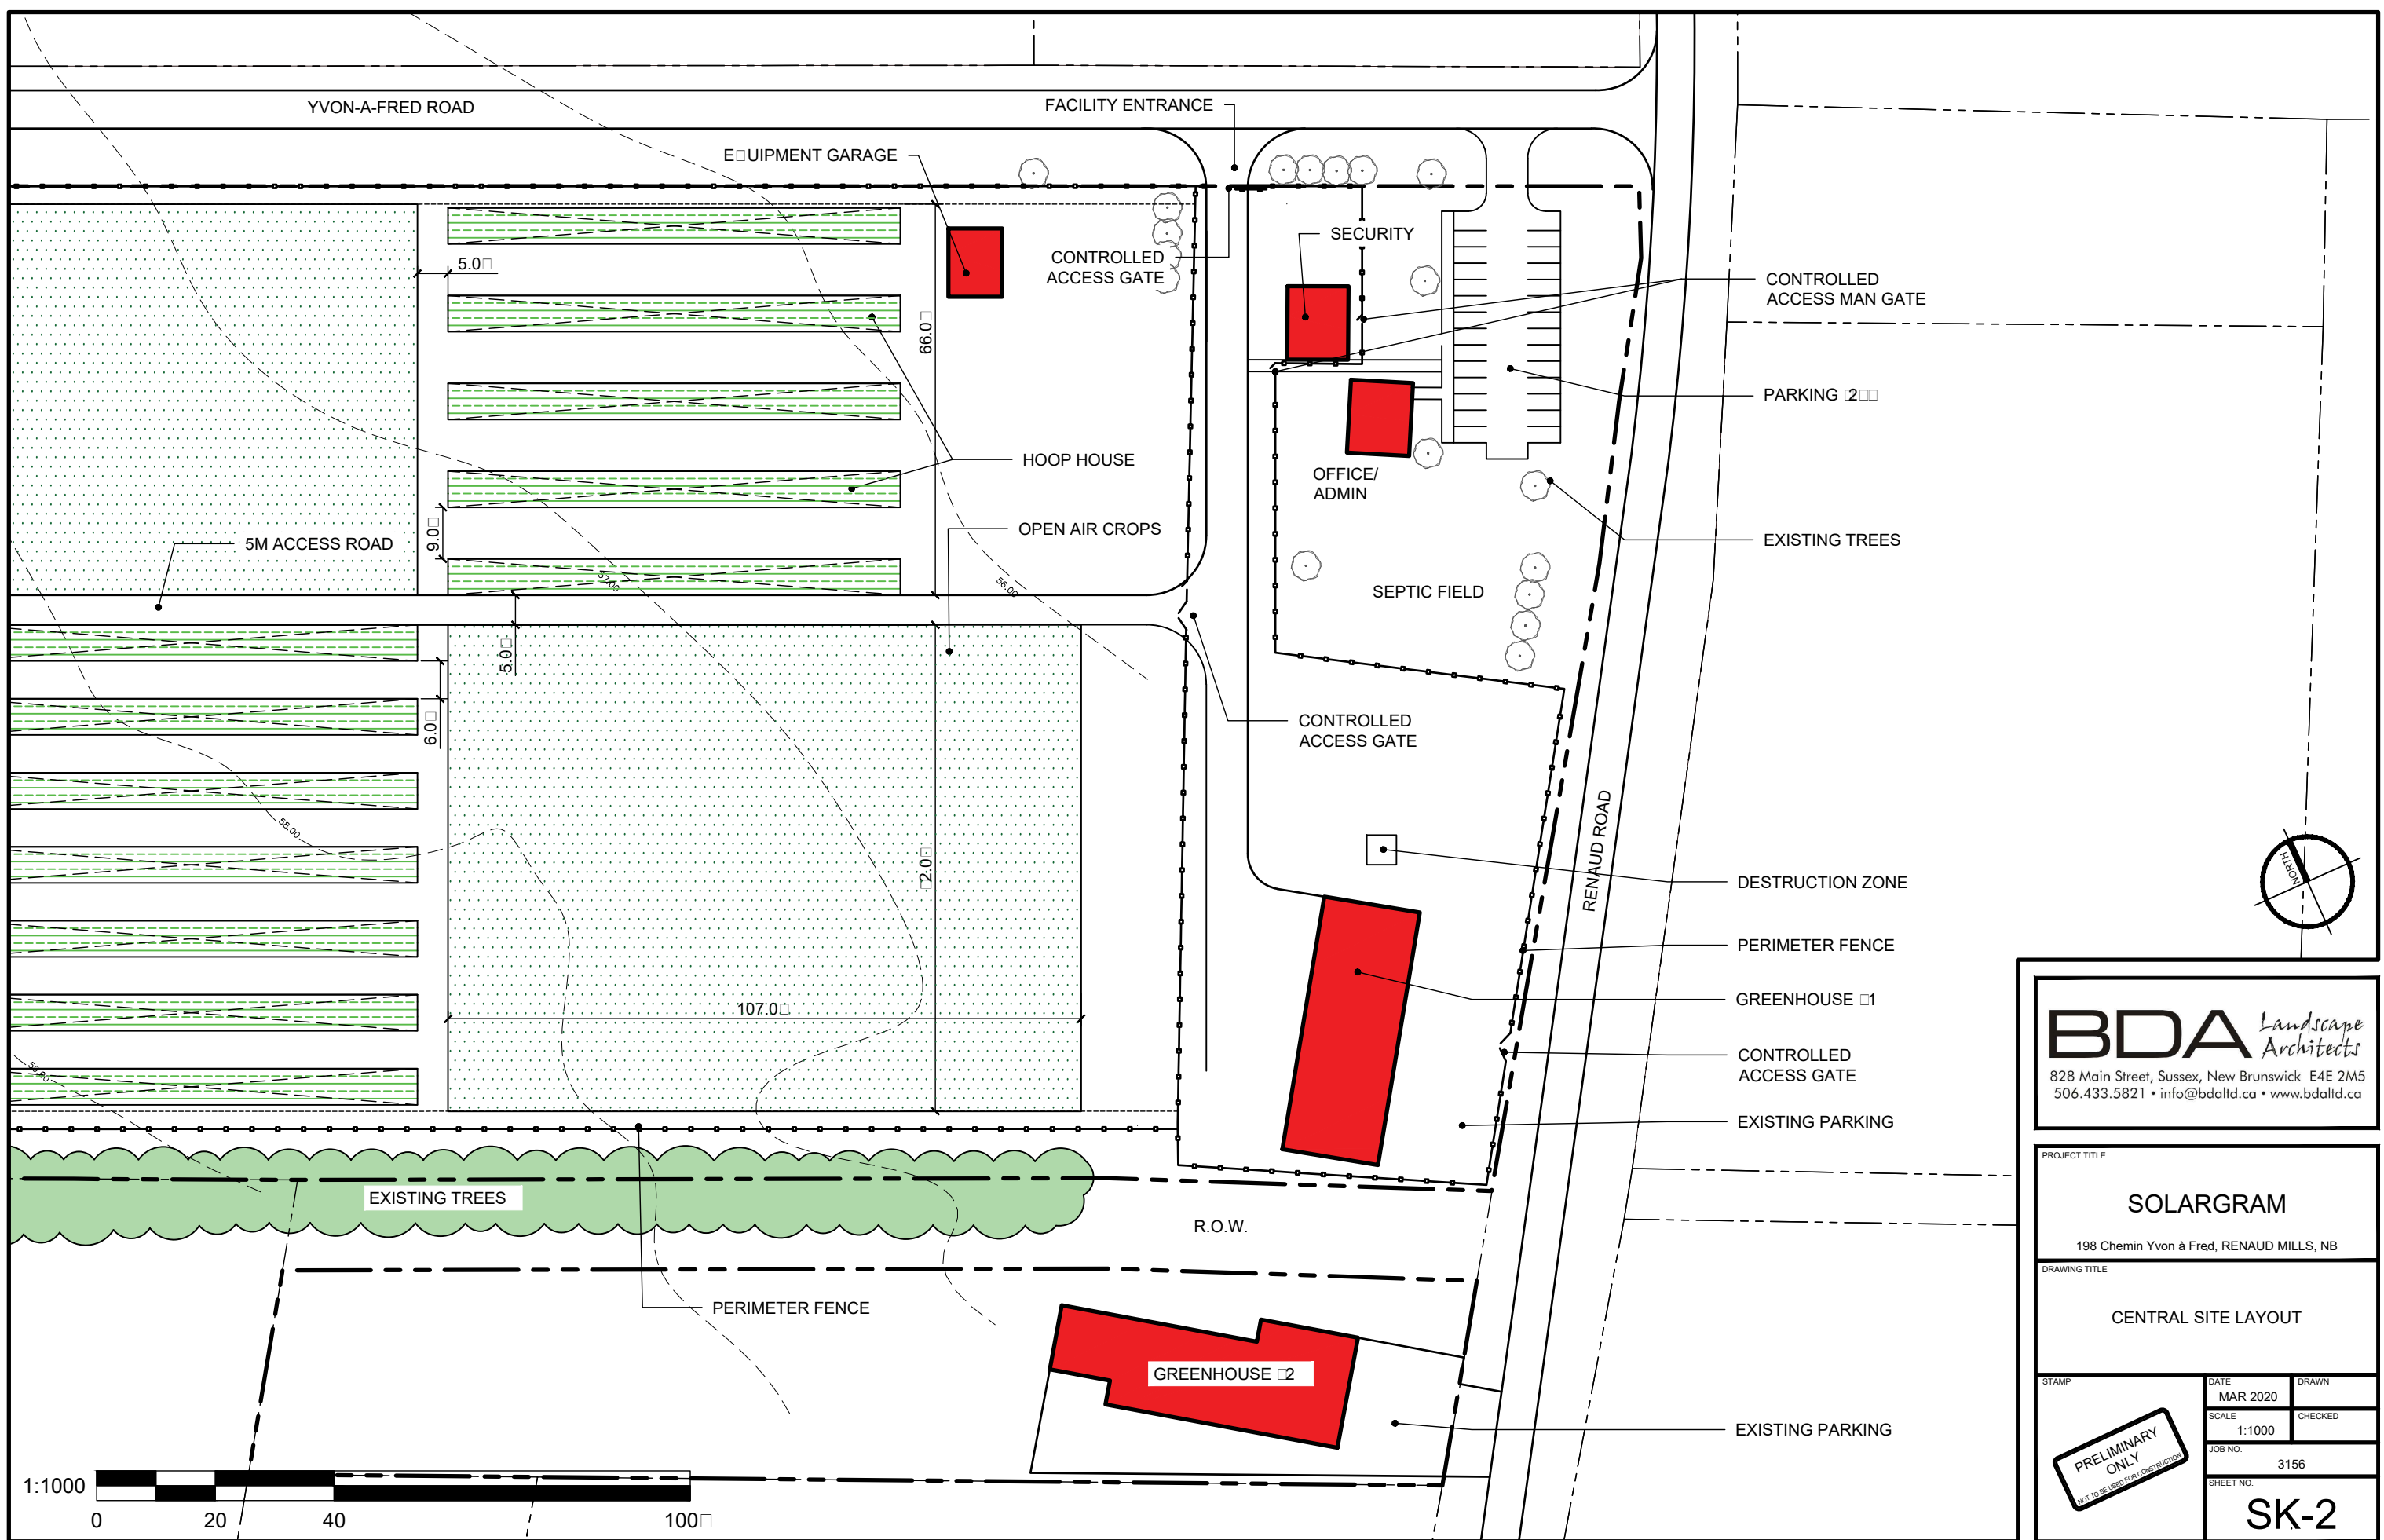 YVON-A-FRED ROAD
FACILITY ENTRANCE
E□UIPMENT GARAGE
SECURITY
CONTROLLED
ACCESS GATE
5.0□
CONTROLLED
ACCESS MAN GATE
66.0□
PARKING □2□□
HOOP HOUSE
OFFICE/
ADMIN
OPEN AIR CROPS
9.0□
5M ACCESS ROAD
EXISTING TREES
57.00
56.00
SEPTIC FIELD
5.0□
6.0□
CONTROLLED
ACCESS GATE
58.00
□2.0□
RENAUD ROAD
NORTH
DESTRUCTION ZONE
PERIMETER FENCE
GREENHOUSE □1
107.0□
CONTROLLED
ACCESS GATE
59.00
EXISTING PARKING
EXISTING TREES
R.O.W.
PERIMETER FENCE
GREENHOUSE □2
EXISTING PARKING
1:1000
0 20 40 100□
BDA Landscape
Architects
828 Main Street, Sussex, New Brunswick E4E 2M5
506.433.5821 • info@bdaltd.ca • www.bdaltd.ca
PROJECT TITLE
SOLARGRAM
198 Chemin Yvon à Fred, RENAUD MILLS, NB
DRAWING TITLE
CENTRAL SITE LAYOUT
STAMP
PRELIMINARY
ONLY
NOT TO BE USED FOR CONSTRUCTION
DATE
MAR 2020
DRAWN
SCALE
1:1000
CHECKED
JOB NO.
3156
SHEET NO.
SK-2